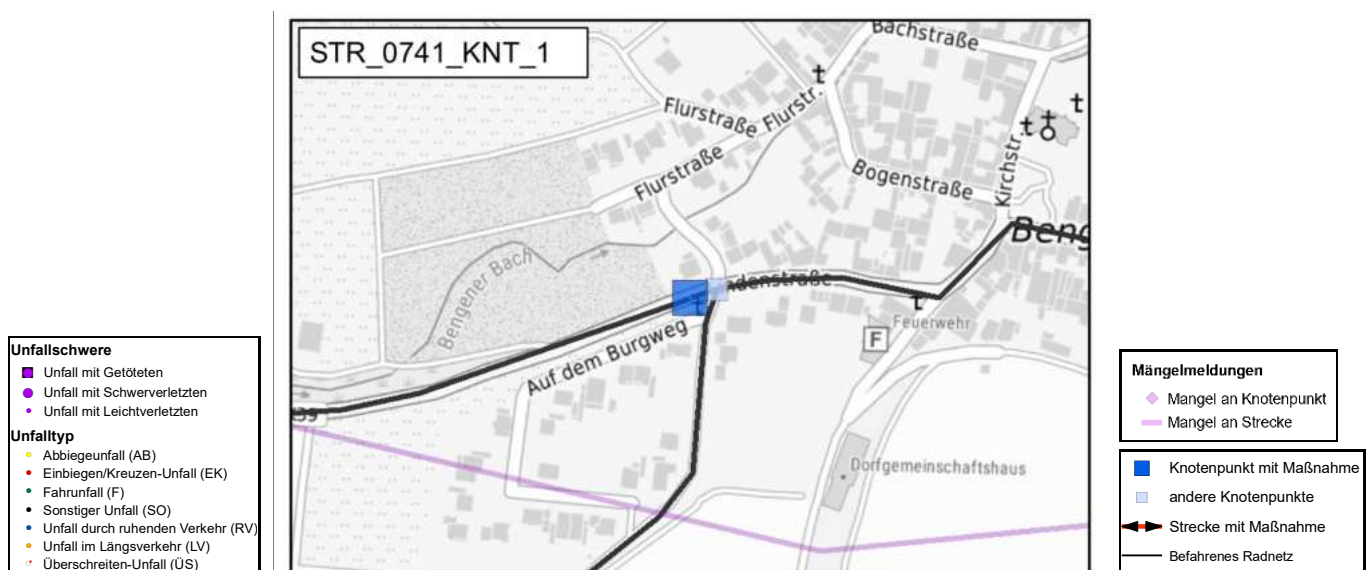 STR_0741_KNT_1
Bachstraße
Flurstraße
Flurstr.
Flurstraße
Bogenstraße
Kirchstr.
Beng
Bengener Bach
ndenstraße
Feuerwehr
F
Auf dem Burgweg
239
Dorfgemeinschaftshaus
Unfallschwere
Unfall mit Getöteten
Unfall mit Schwerverletzten
Unfall mit Leichtverletzten
Unfalltyp
Abbiegeunfall (AB)
Einbiegen/Kreuzen-Unfall (EK)
Fahrunfall (F)
Sonstiger Unfall (SO)
Unfall durch ruhenden Verkehr (RV)
Unfall im Längsverkehr (LV)
Überschreiten-Unfall (ÜS)
Mängelmeldungen
Mangel an Knotenpunkt
Mangel an Strecke
Knotenpunkt mit Maßnahme
andere Knotenpunkte
Strecke mit Maßnahme
Befahrenes Radnetz